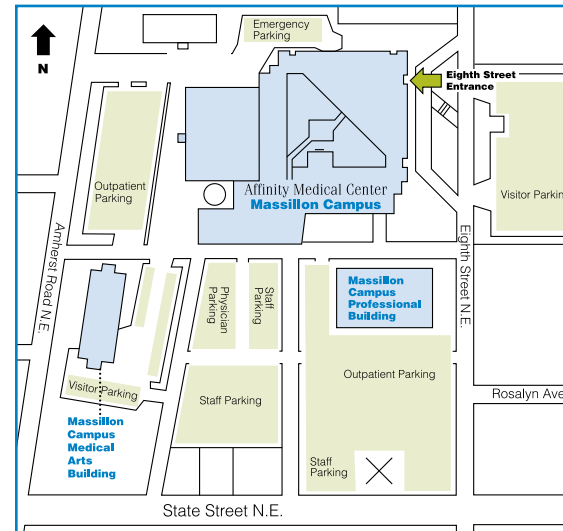 Emergency
Parking
N
Eighth Street
Entrance
Outpatient
Parking
Affinity Medical Center
Massillon Campus
Visitor Parking
Amherst Road N.E.
Eighth Street N.E.
Physician
Parking
Staff
Parking
Massillon
Campus
Professional
Building
Visitor Parking
Staff Parking
Outpatient Parking
Rosalyn Ave
Massillon
Campus
Medical
Arts
Building
Staff
Parking
State Street N.E.